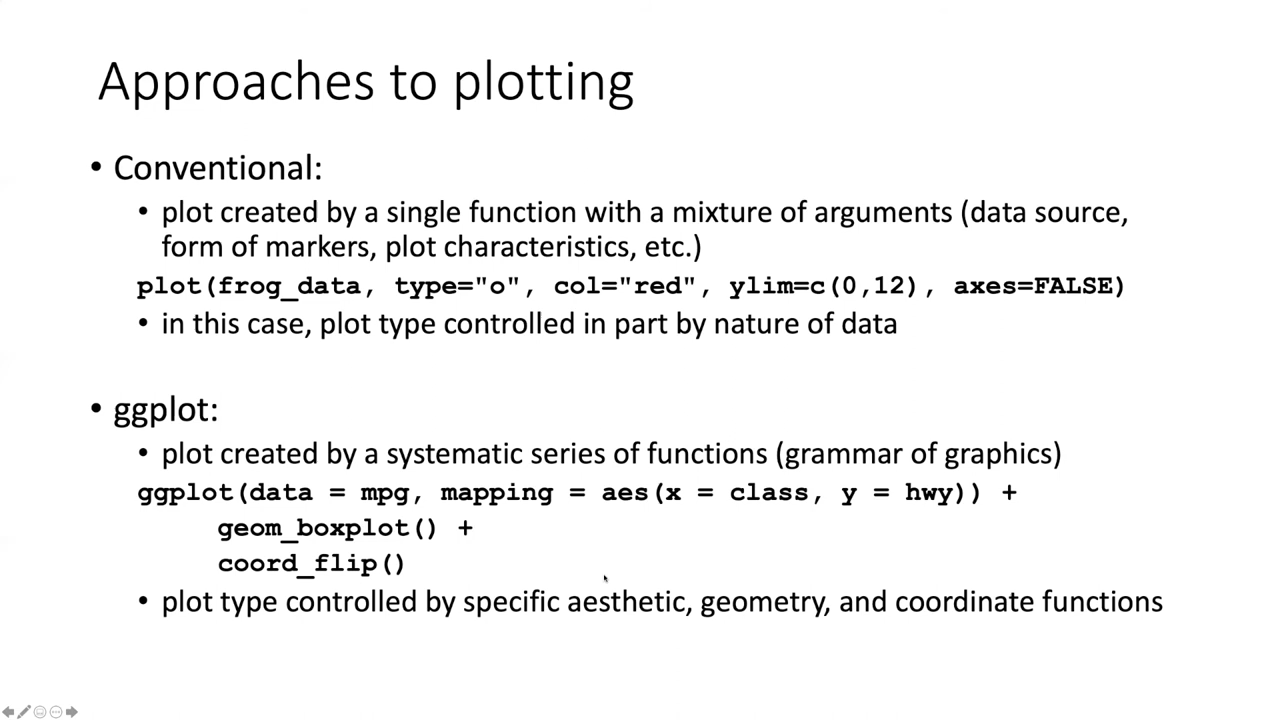 Approaches to plotting
• Conventional:
• plot created by a single function with a mixture of arguments (data source,
form of markers, plot characteristics, etc.)
plot(frog_data, type="o", col="red", ylim=c(0,12), axes=FALSE)
• in this case, plot type controlled in part by nature of data
• ggplot:
• plot created by a systematic series of functions (grammar of graphics)
ggplot(data = mpg, mapping = aes(x = class, y = hwy)) +
geom_boxplot() +
coord_flip()
• plot type controlled by specific aesthetic, geometry, and coordinate functions